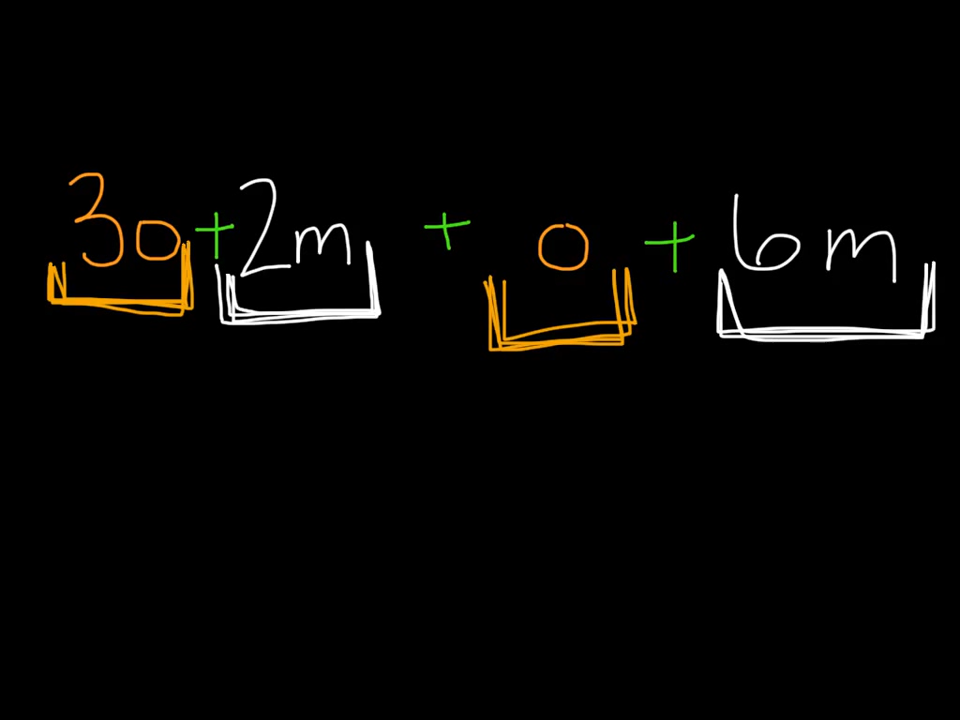 3o + 2m + o + 6m